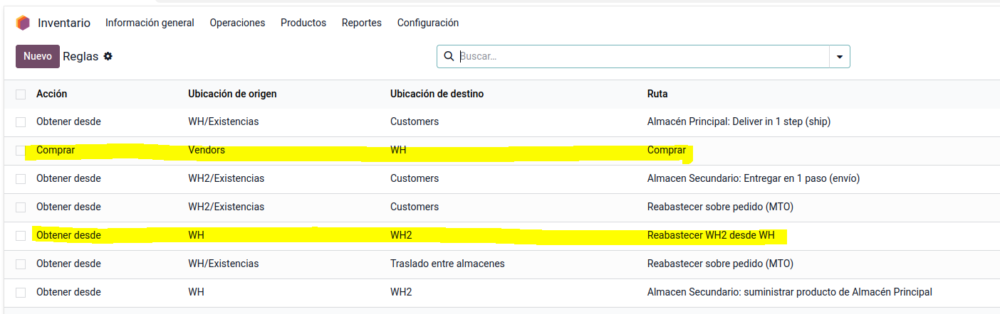 Inventario Información general Operaciones Productos Reportes Configuración
Nuevo Reglas Buscar...
Acción Ubicación de origen Ubicación de destino Ruta
Obtener desde WH/Existencias Customers Almacén Principal: Deliver in 1 step (ship)
Comprar Vendors WH Comprar
Obtener desde WH2/Existencias Customers Almacen Secundario: Entregar en 1 paso (envío)
Obtener desde WH2/Existencias Customers Reabastecer sobre pedido (MTO)
Obtener desde WH WH2 Reabastecer WH2 desde WH
Obtener desde WH/Existencias Traslado entre almacenes Reabastecer sobre pedido (MTO)
Obtener desde WH WH2 Almacen Secundario: suministrar producto de Almacén Principal